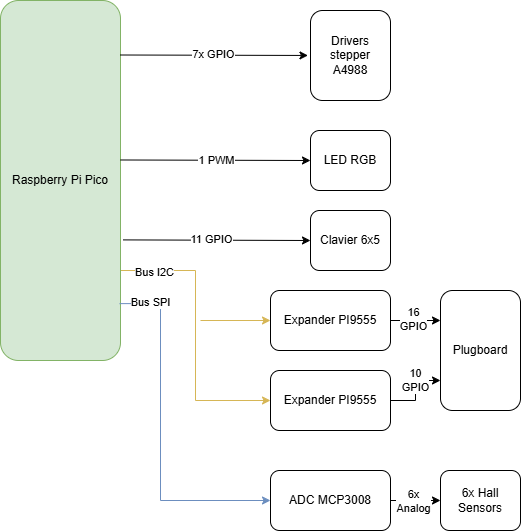 Raspberry Pi Pico
7x GPIO
Drivers
stepper
A4988
1 PWM
LED RGB
11 GPIO
Clavier 6x5
Bus I2C
Bus SPI
Expander PI9555
16
GPIO
Plugboard
Expander PI9555
10
GPIO
ADC MCP3008
6x
Analog
6x Hall
Sensors